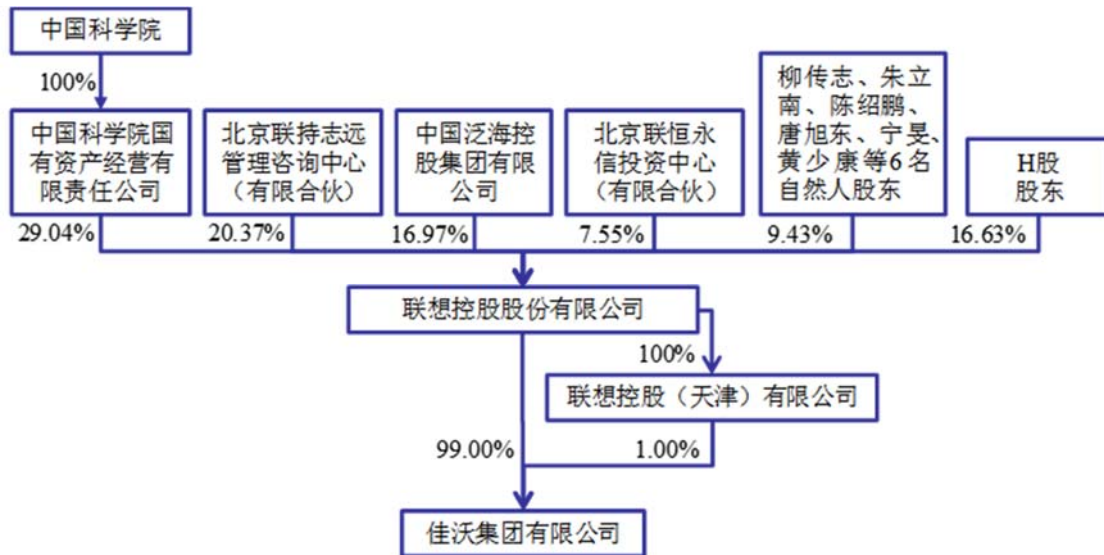 中国科学院
100%
中国科学院国
有资产经营有
限责任公司
北京联持志远
管理咨询中心
（有限合伙）
中国泛海控
股集团有限
公司
北京联恒永
信投资中心
（有限合伙）
柳传志、朱立
南、陈绍鹏、
唐旭东、宁旻、
黄少康等6名
自然人股东
H股
股东
29.04%
20.37%
16.97%
7.55%
9.43%
16.63%
联想控股股份有限公司
100%
联想控股（天津）有限公司
99.00%
1.00%
佳沃集团有限公司